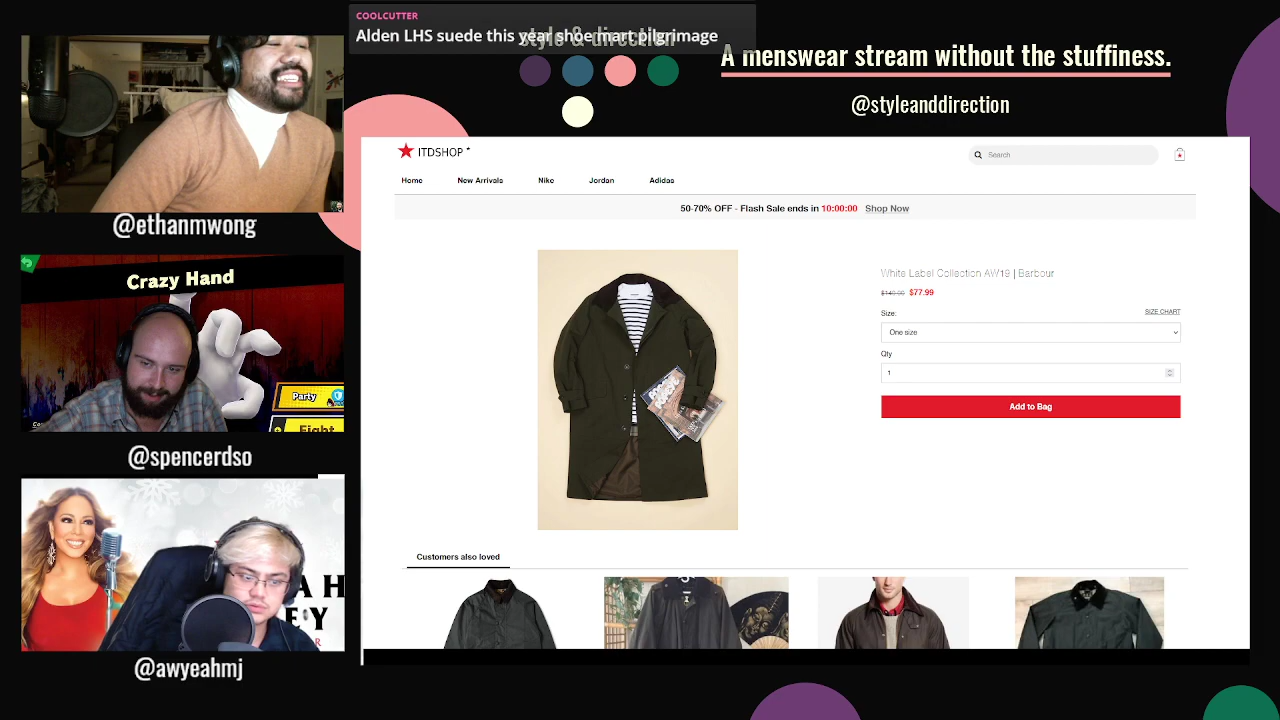 COOLCUTTER
Alden LHS suede this year shoe mart pilgrimage
style & direction
A menswear stream without the stuffiness.
@styleanddirection
@ethanmwong
Crazy Hand
Party
Fight
@spencerdso
A H
EY
R
@awyeahmj
ITDSHOP *
Search
Home New Arrivals Nike Jordan Adidas
50-70% OFF - Flash Sale ends in 10:00:00 Shop Now
White Label Collection AW19 | Barbour
$140.00 $77.99
Size: SIZE CHART
One size
Qty
1
Add to Bag
Customers also loved